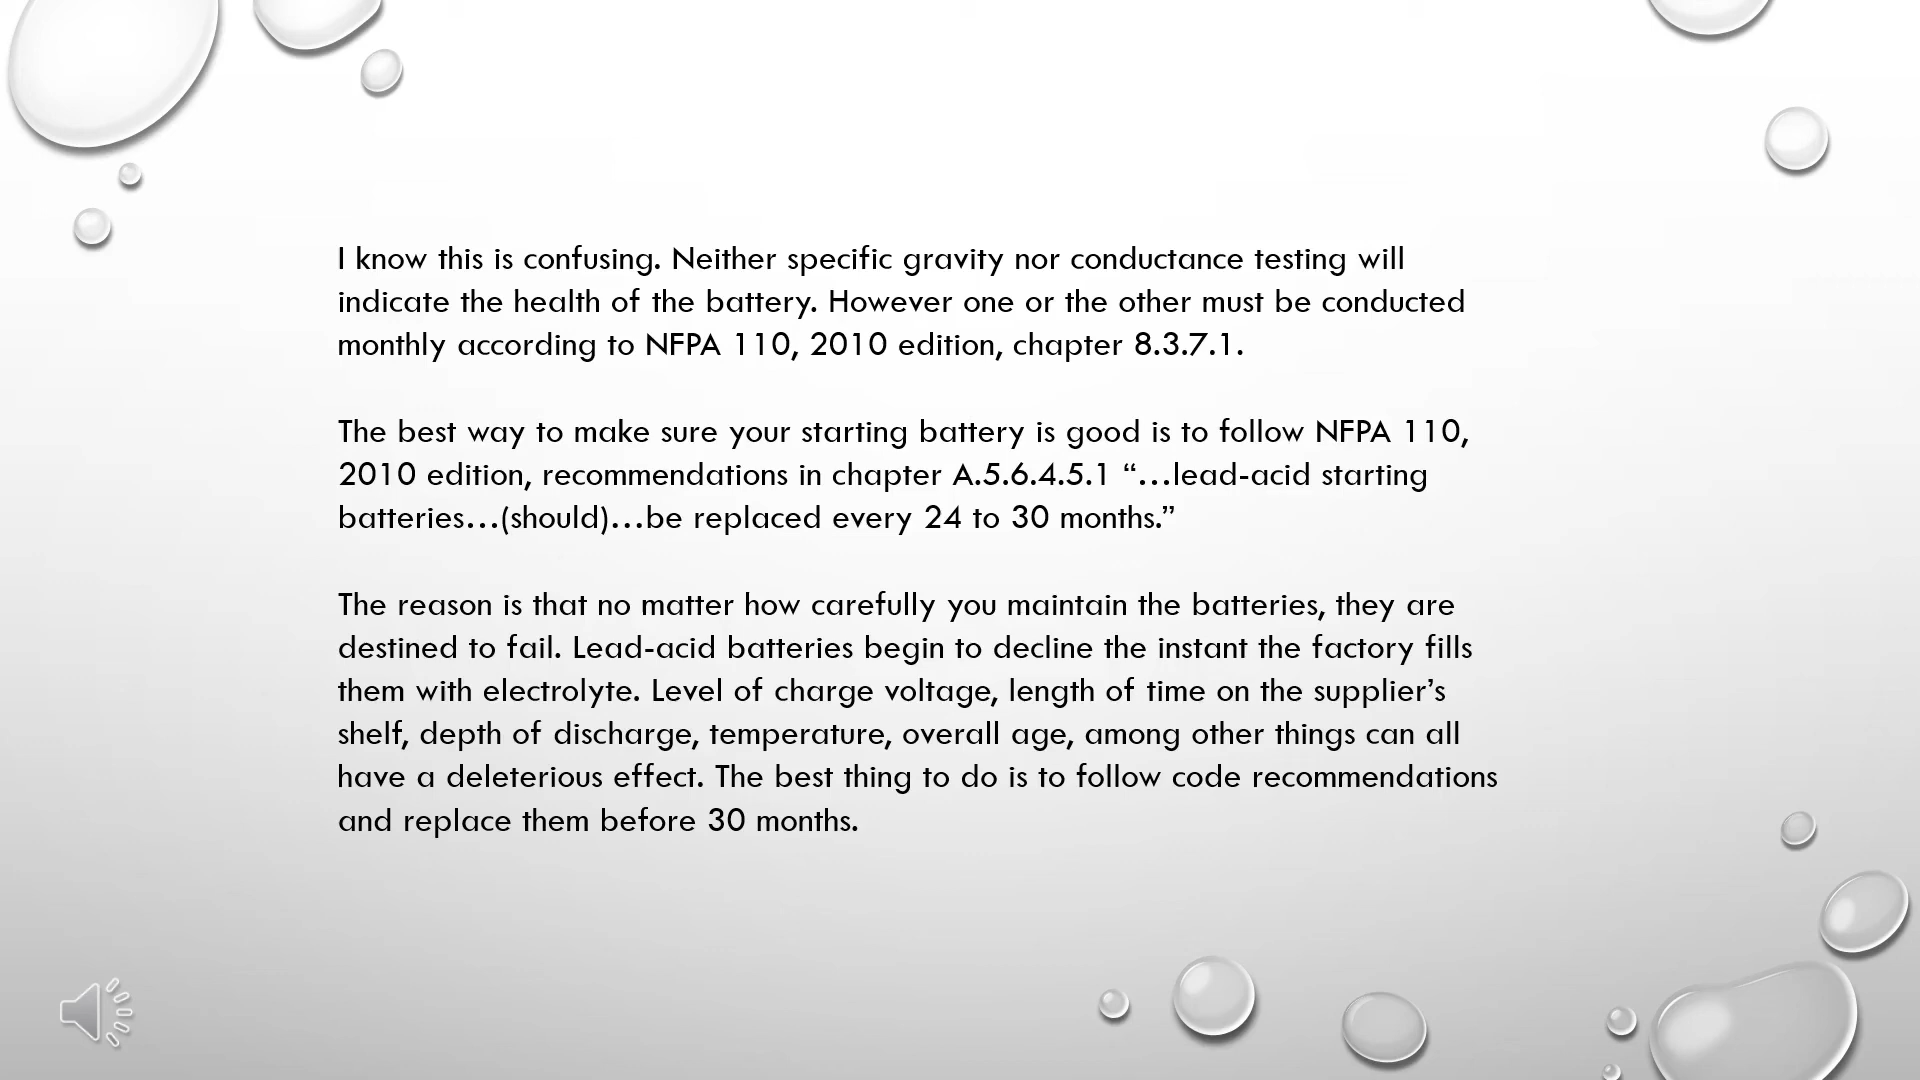 I know this is confusing. Neither specific gravity nor conductance testing will
indicate the health of the battery. However one or the other must be conducted
monthly according to NFPA 110, 2010 edition, chapter 8.3.7.1.
The best way to make sure your starting battery is good is to follow NFPA 110,
2010 edition, recommendations in chapter A.5.6.4.5.1 “…lead-acid starting
batteries…(should)…be replaced every 24 to 30 months.”
The reason is that no matter how carefully you maintain the batteries, they are
destined to fail. Lead-acid batteries begin to decline the instant the factory fills
them with electrolyte. Level of charge voltage, length of time on the supplier’s
shelf, depth of discharge, temperature, overall age, among other things can all
have a deleterious effect. The best thing to do is to follow code recommendations
and replace them before 30 months.